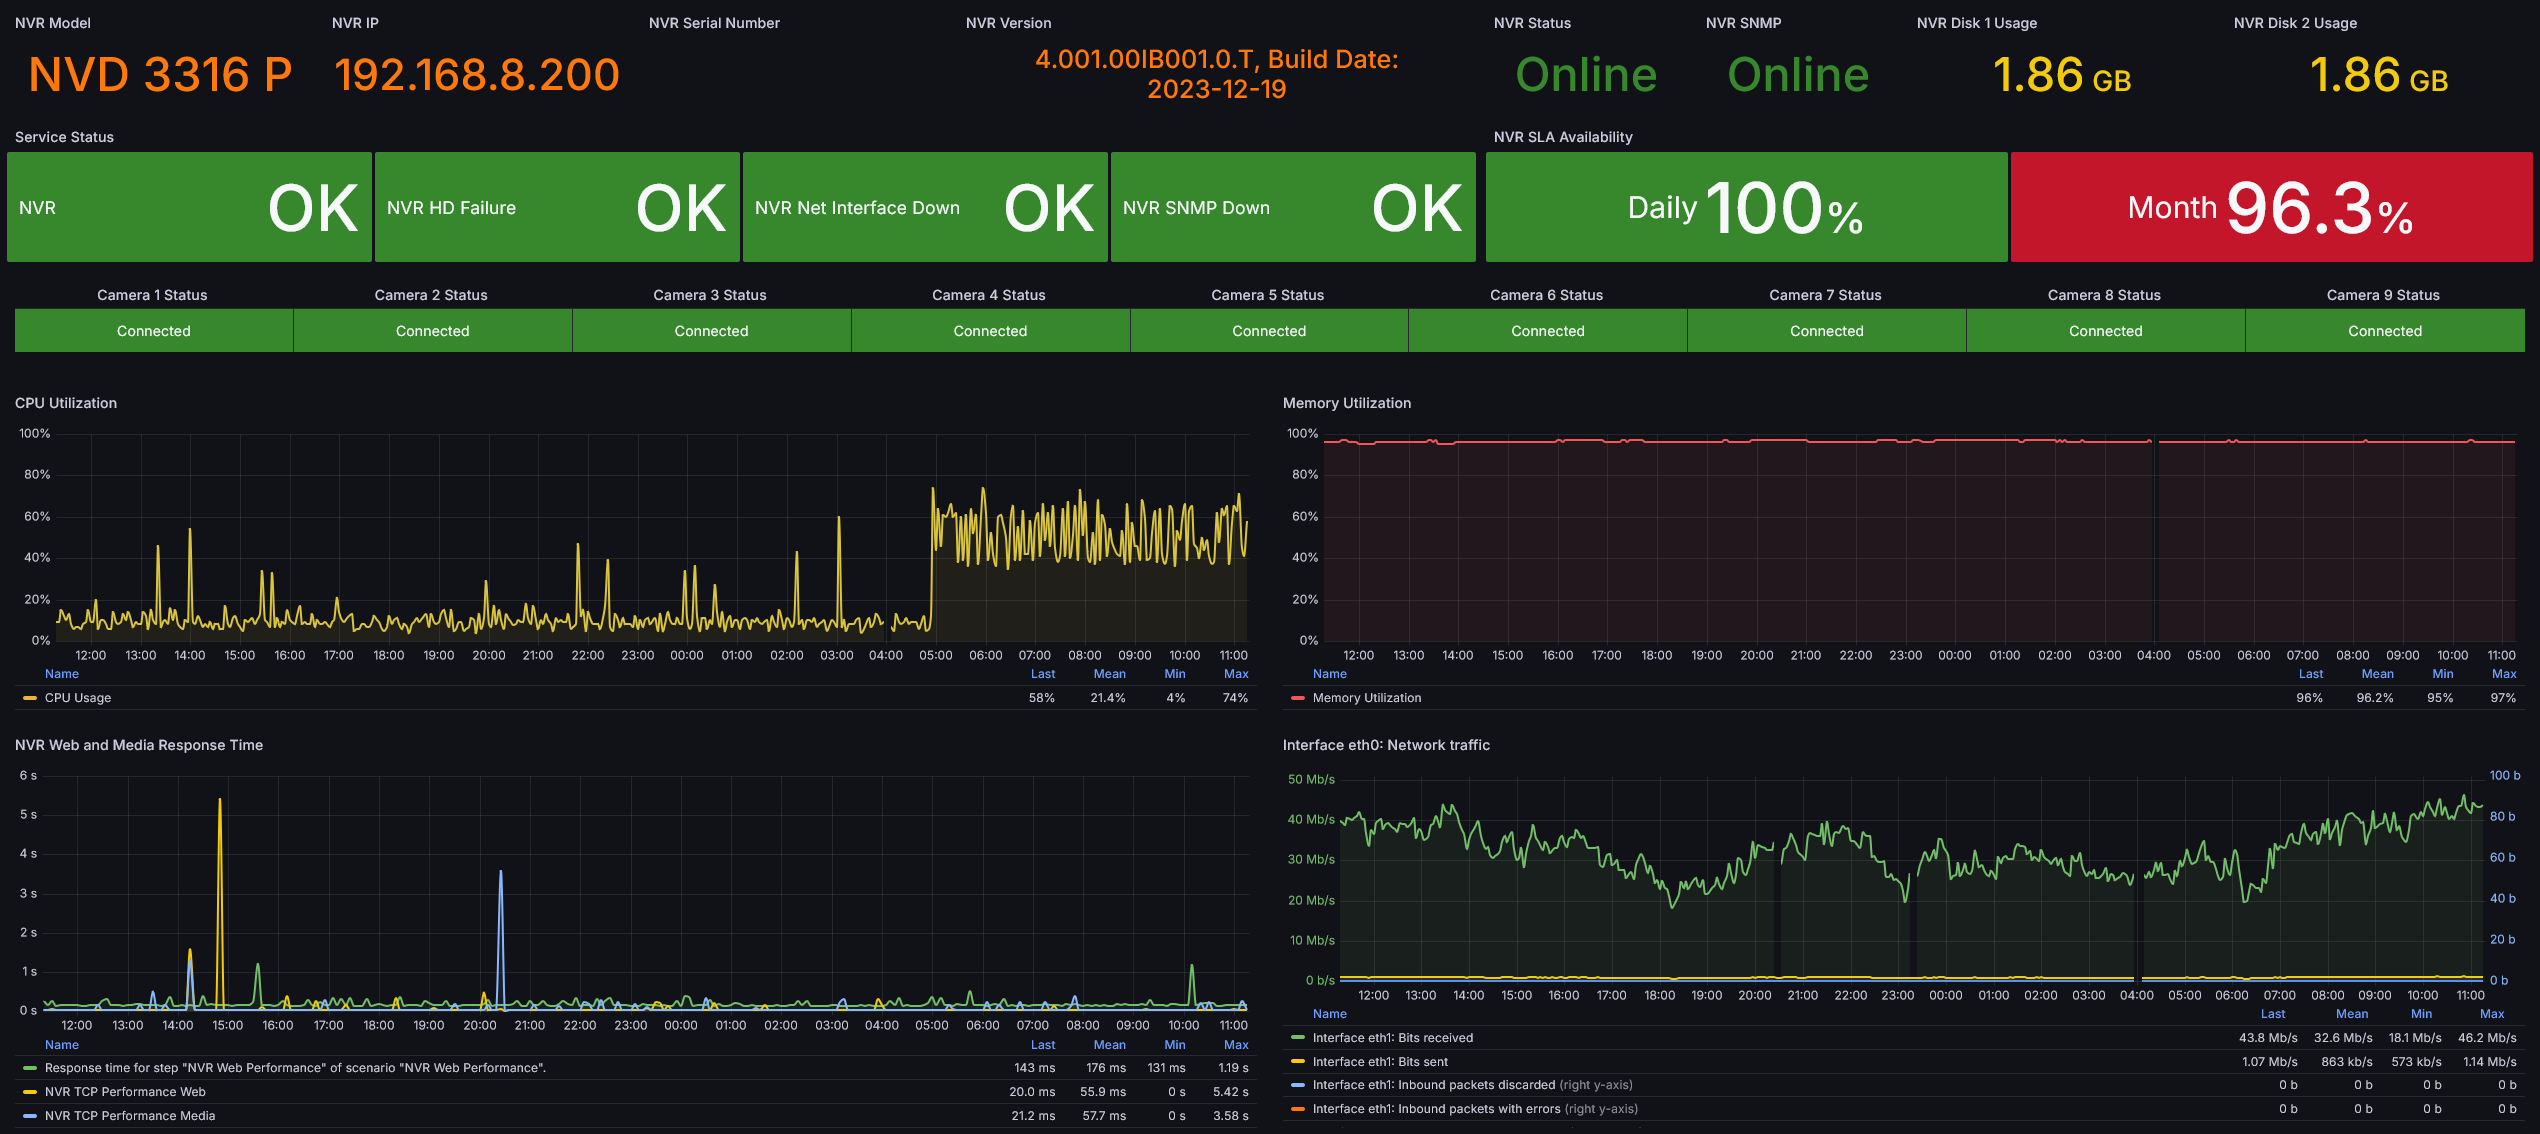 NVR Model
NVR IP
NVR Serial Number
NVR Version
NVR Status
NVR SNMP
NVR Disk 1 Usage
NVR Disk 2 Usage
NVD 3316 P
192.168.8.200
4.001.00IB001.0.T, Build Date:
2023-12-19
Online
Online
1.86 GB
1.86 GB
Service Status
NVR SLA Availability
NVR OK
NVR HD Failure OK
NVR Net Interface Down OK
NVR SNMP Down OK
Daily 100%
Month 96.3%
Camera 1 Status
Camera 2 Status
Camera 3 Status
Camera 4 Status
Camera 5 Status
Camera 6 Status
Camera 7 Status
Camera 8 Status
Camera 9 Status
Connected
Connected
Connected
Connected
Connected
Connected
Connected
Connected
Connected
CPU Utilization
100%
80%
60%
40%
20%
0%
12:00 13:00 14:00 15:00 16:00 17:00 18:00 19:00 20:00 21:00 22:00 23:00 00:00 01:00 02:00 03:00 04:00 05:00 06:00 07:00 08:00 09:00 10:00 11:00
Name Last Mean Min Max
CPU Usage 58% 21.4% 4% 74%
Memory Utilization
100%
80%
60%
40%
20%
0%
12:00 13:00 14:00 15:00 16:00 17:00 18:00 19:00 20:00 21:00 22:00 23:00 00:00 01:00 02:00 03:00 04:00 05:00 06:00 07:00 08:00 09:00 10:00 11:00
Name Last Mean Min Max
Memory Utilization 96% 96.2% 95% 97%
NVR Web and Media Response Time
6 s
5 s
4 s
3 s
2 s
1 s
0 s
12:00 13:00 14:00 15:00 16:00 17:00 18:00 19:00 20:00 21:00 22:00 23:00 00:00 01:00 02:00 03:00 04:00 05:00 06:00 07:00 08:00 09:00 10:00 11:00
Name Last Mean Min Max
Response time for step "NVR Web Performance" of scenario "NVR Web Performance". 143 ms 176 ms 131 ms 1.19 s
NVR TCP Performance Web 20.0 ms 55.9 ms 0 s 5.42 s
NVR TCP Performance Media 21.2 ms 57.7 ms 0 s 3.58 s
Interface eth0: Network traffic
50 Mb/s
40 Mb/s
30 Mb/s
20 Mb/s
10 Mb/s
0 b/s
100 b
80 b
60 b
40 b
20 b
0 b
12:00 13:00 14:00 15:00 16:00 17:00 18:00 19:00 20:00 21:00 22:00 23:00 00:00 01:00 02:00 03:00 04:00 05:00 06:00 07:00 08:00 09:00 10:00 11:00
Name Last Mean Min Max
Interface eth1: Bits received 43.8 Mb/s 32.6 Mb/s 18.1 Mb/s 46.2 Mb/s
Interface eth1: Bits sent 1.07 Mb/s 863 kb/s 573 kb/s 1.14 Mb/s
Interface eth1: Inbound packets discarded (right y-axis) 0 b 0 b 0 b 0 b
Interface eth1: Inbound packets with errors (right y-axis) 0 b 0 b 0 b 0 b